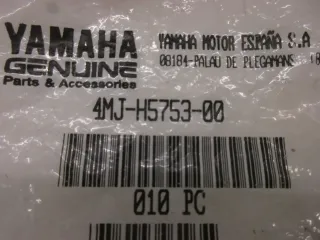 YAMAHA
GENUINE
Parts & Accessories
YAMAHA MOTOR ESPAÑA S.A
08184-PALAU DE PLEGAMANS
4MJ-H5753-00
010 PC